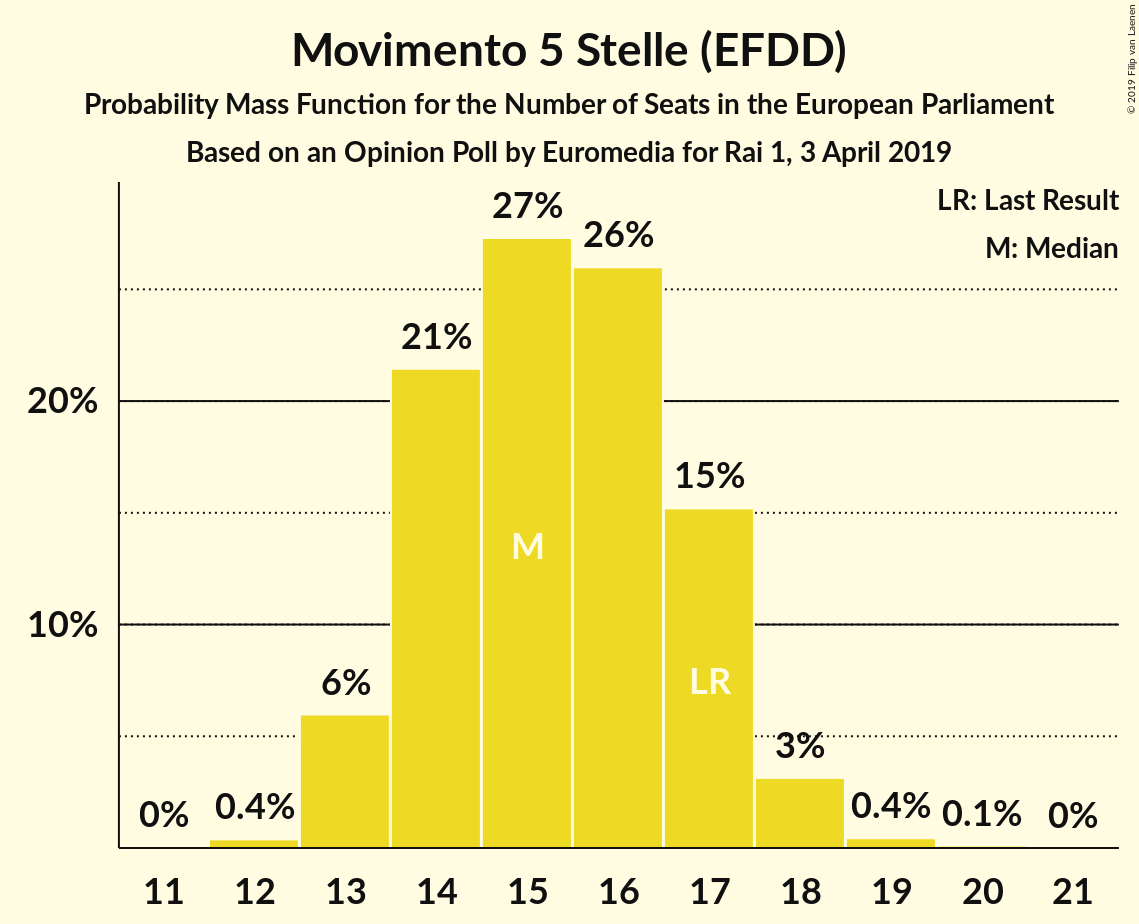 Movimento 5 Stelle (EFDD)
Probability Mass Function for the Number of Seats in the European Parliament
Based on an Opinion Poll by Euromedia for Rai 1, 3 April 2019
© 2019 Filip van Laenen
LR: Last Result
M: Median
27%
26%
21%
20%
15%
M
10%
LR
6%
3%
0%
0.4%
0.4%
0.1%
0%
11 12 13 14 15 16 17 18 19 20 21